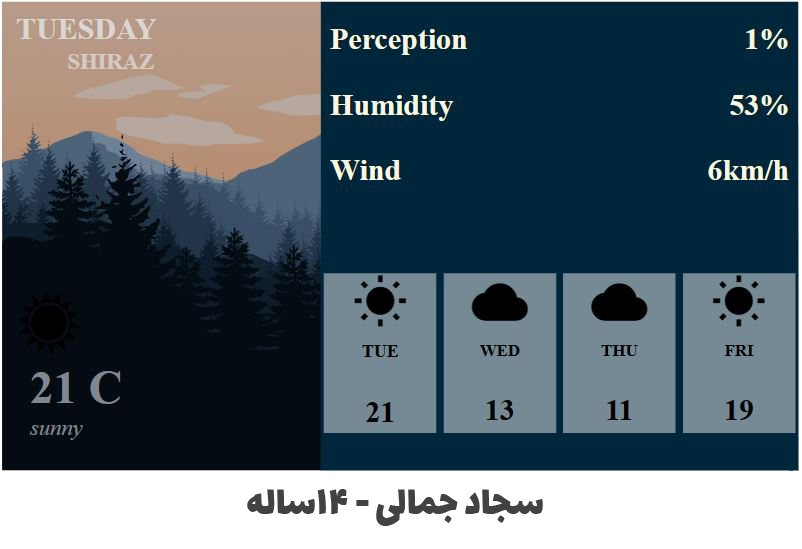 TUESDAY
SHIRAZ
21 C
sunny
Perception 1%
Humidity 53%
Wind 6km/h
TUE WED THU FRI
21 13 11 19
سجاد جمالی - ۱۴ساله